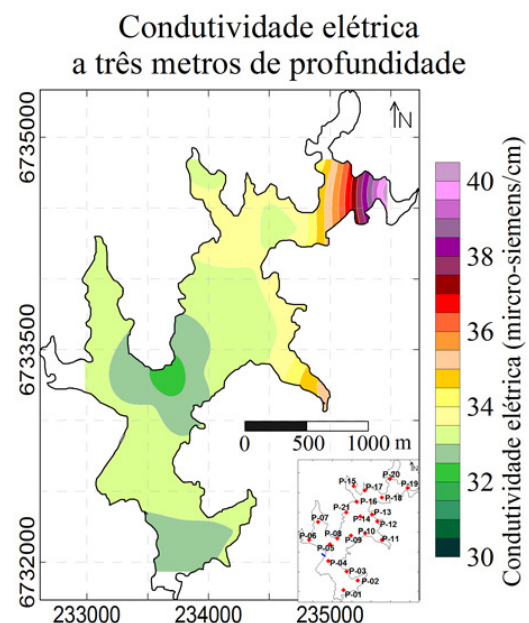 Condutividade elétrica
a três metros de profundidade
N
6735000
6733500
6732000
233000
234000
235000
0
500
1000 m
40
38
36
34
32
30
Condutividade elétrica (mircro-siemens/cm)
N
P-20
P-15
P-17
P-19
P-16
P-18
P-21
P-13
P-07
P-14
P-12
P-06
P-08
P-10
P-09
P-11
P-05
P-04
P-03
P-02
P-01